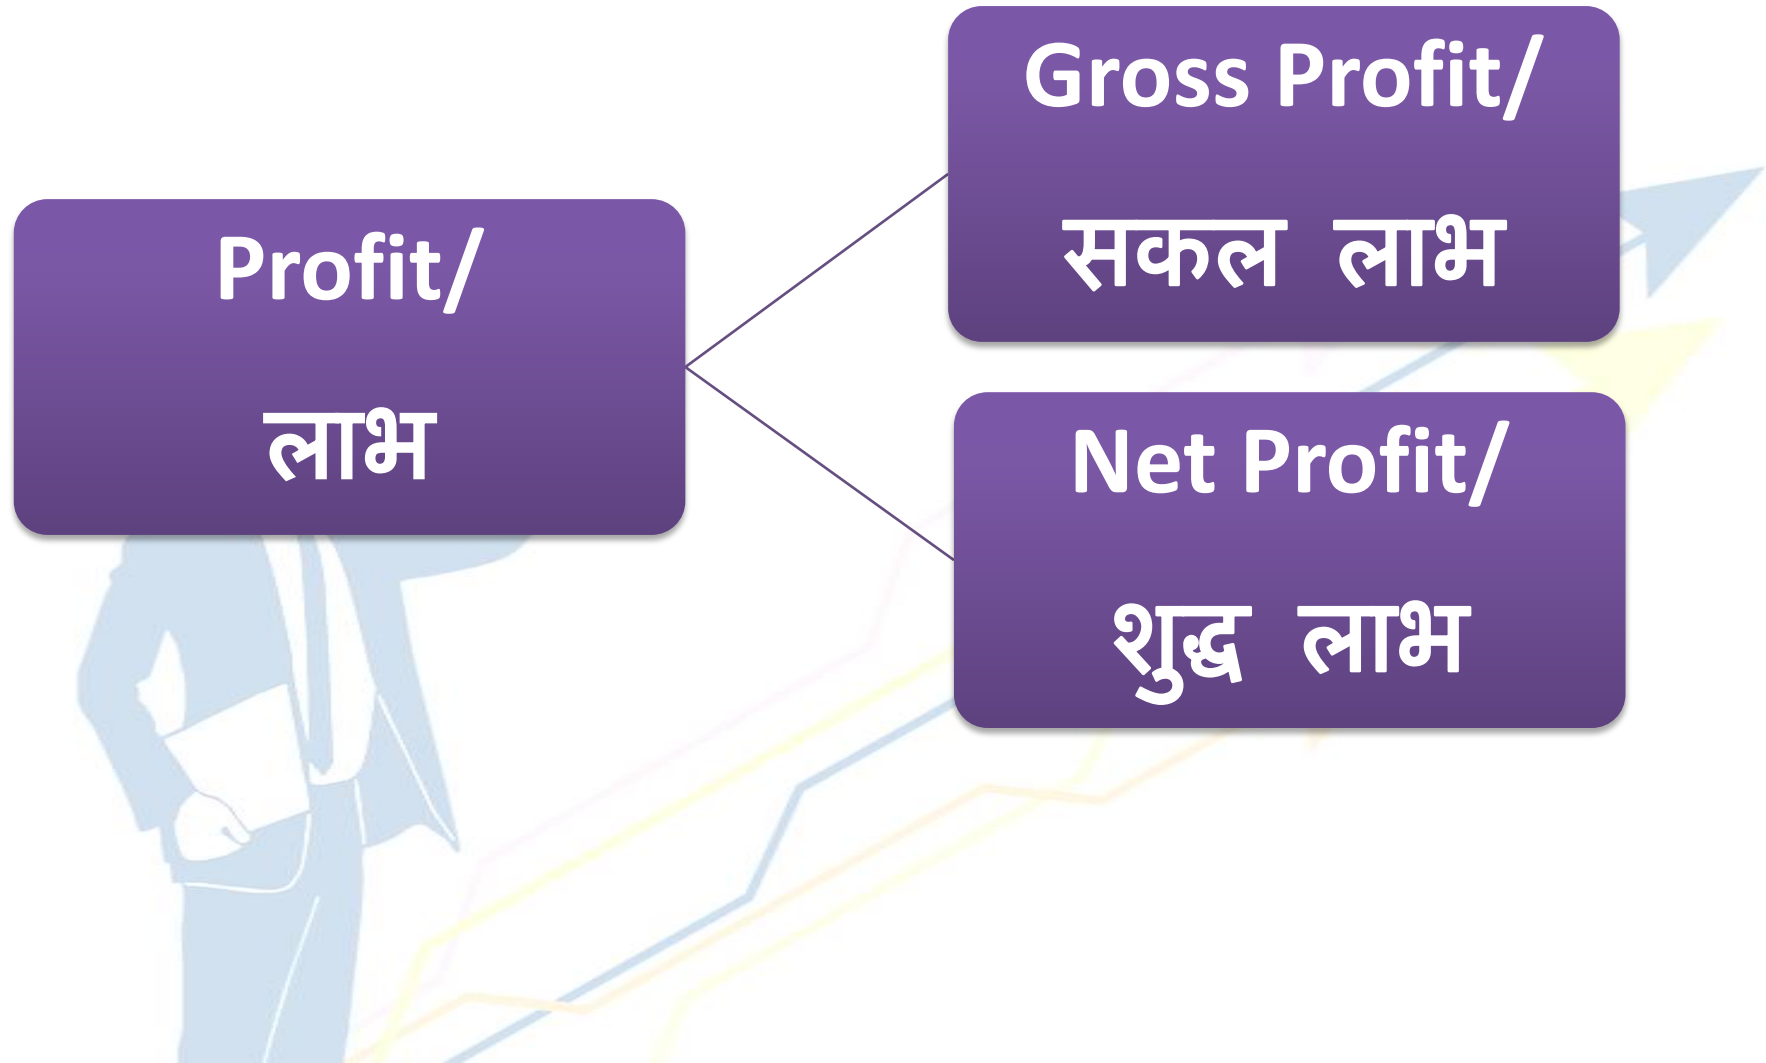 Profit/
लाभ
Gross Profit/
सकल लाभ
Net Profit/
शुद्ध लाभ